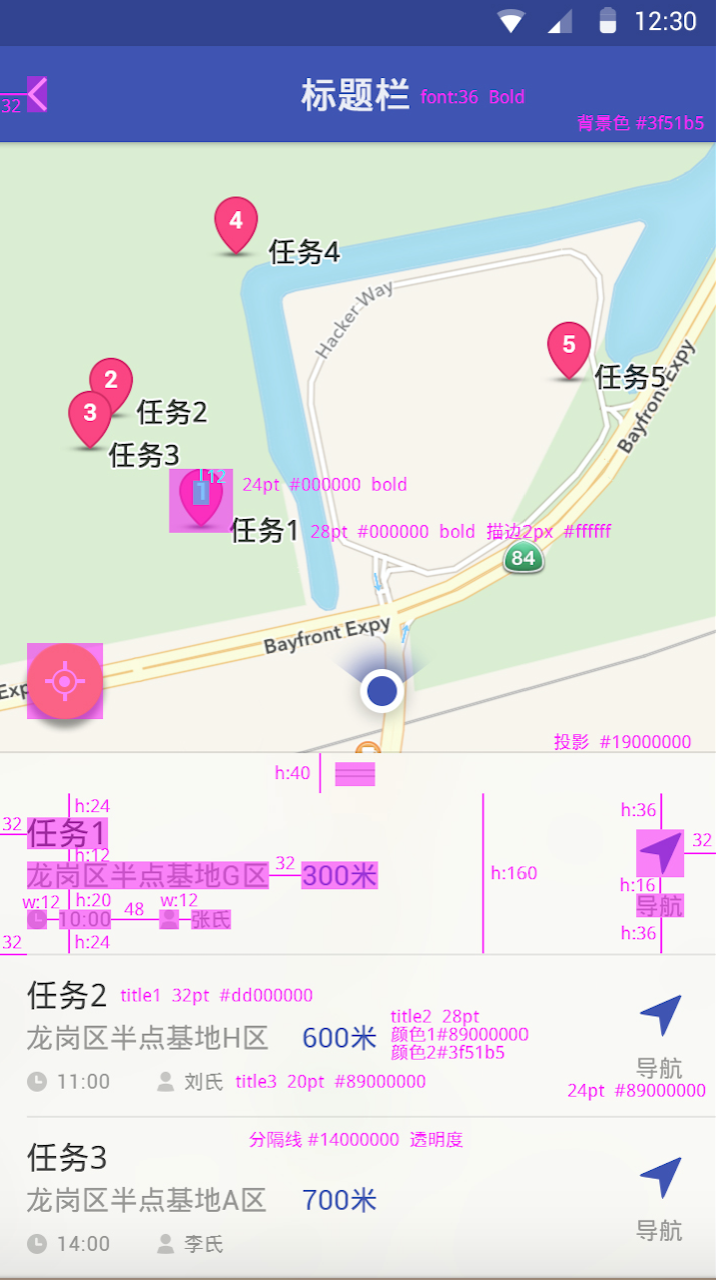 12:30
标题栏 font:36 Bold
32
背景色 #3f51b5
4
任务4
Hacker Way
5
任务5
Bayfront Expy
2
任务2
3
任务3
112
1
24pt #000000 bold
任务1 28pt #000000 bold 描边2px #ffffff
84
Bayfront Expy
Exp
投影 #19000000
h:40
h:24
h:36
32
任务1
32
h:12
龙岗区半点基地G区 32 300米
h:160
h:16
w:12 h:20 w:12
导航
10:00 48 张氏
h:36
32 h:24
任务2 title1 32pt #dd000000
title2 28pt
龙岗区半点基地H区 600米 颜色1#89000000
颜色2#3f51b5
导航
11:00 刘氏 title3 20pt #89000000
24pt #89000000
分隔线 #14000000 透明度
任务3
龙岗区半点基地A区 700米
导航
14:00 李氏